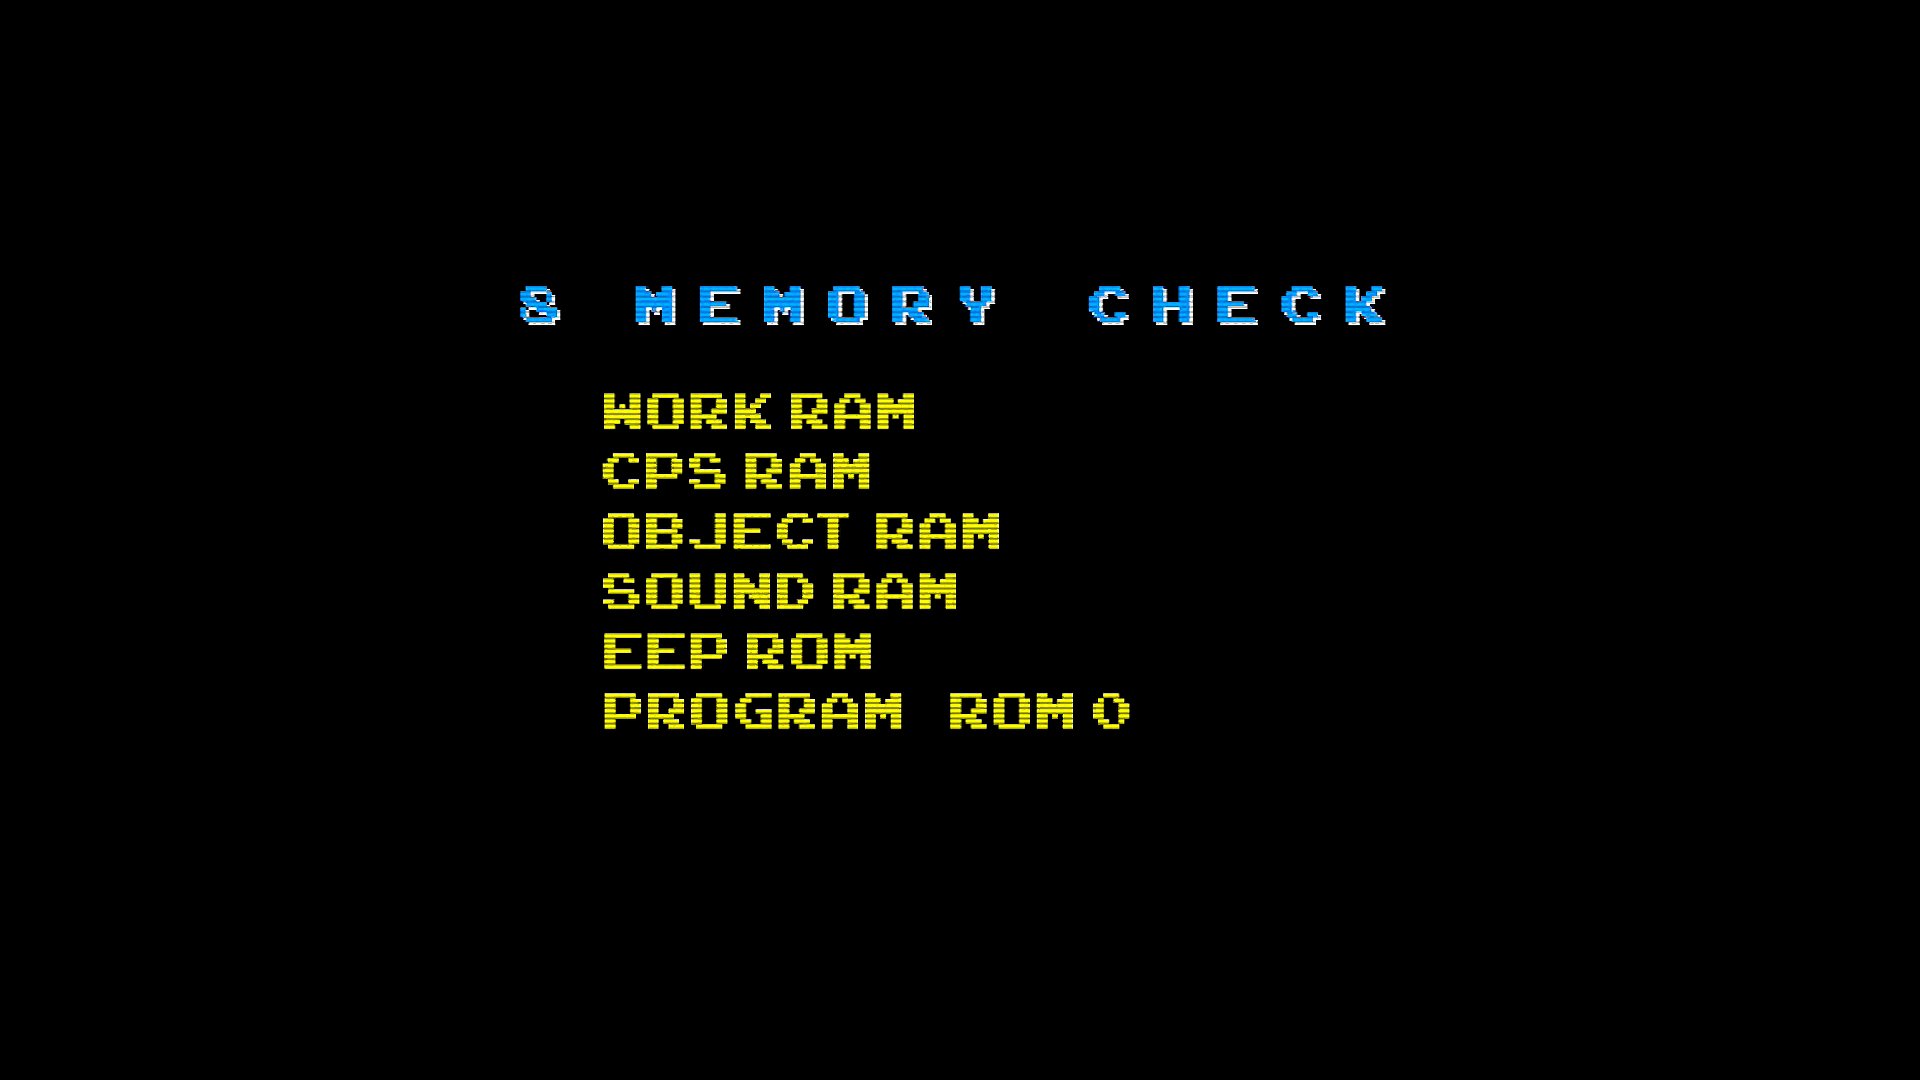 8 MEMORY CHECK
WORK RAM
CPS RAM
OBJECT RAM
SOUND RAM
EEP ROM
PROGRAM ROM 0